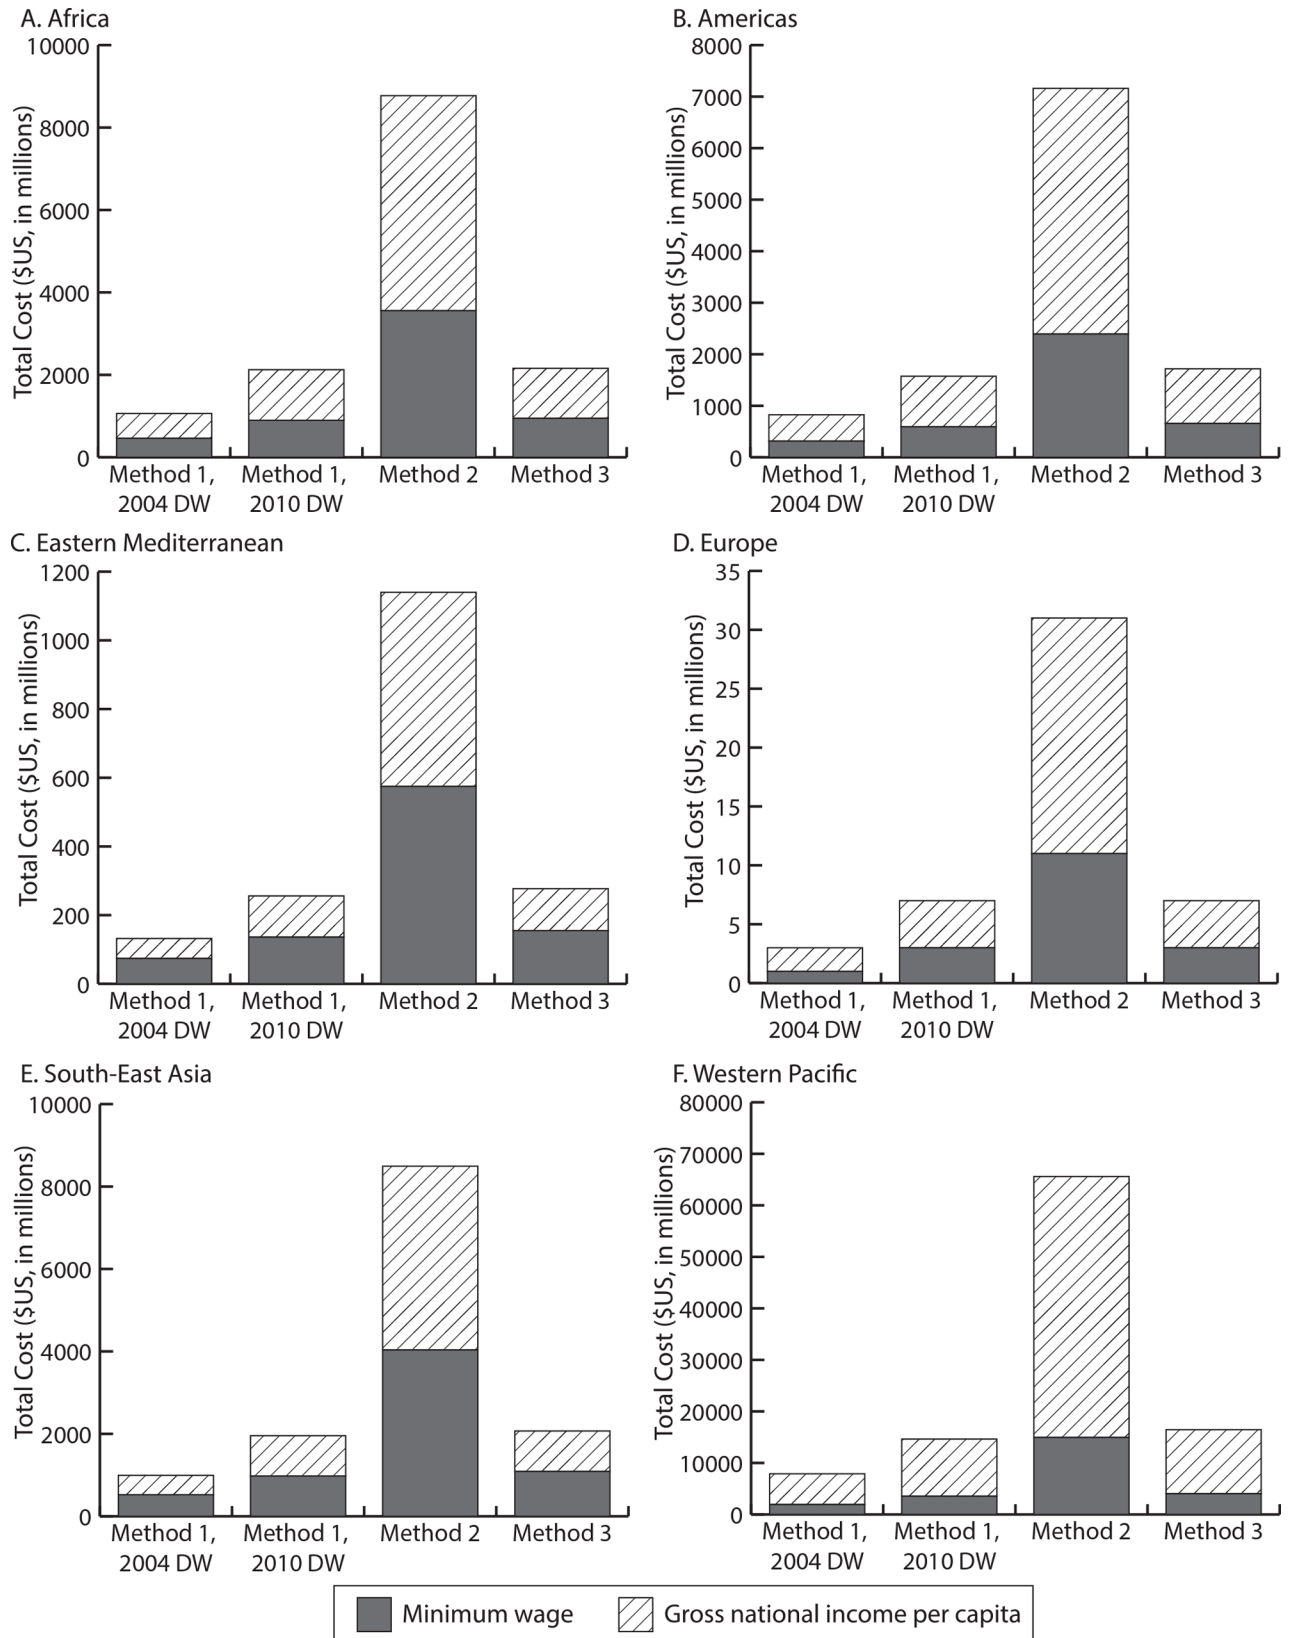 A. Africa
Total Cost ($US, in millions)
10000
8000
6000
4000
2000
0
Method 1,
2004 DW
Method 1,
2010 DW
Method 2
Method 3
B. Americas
Total Cost ($US, in millions)
8000
7000
6000
5000
4000
3000
2000
1000
0
Method 1,
2004 DW
Method 1,
2010 DW
Method 2
Method 3
C. Eastern Mediterranean
Total Cost ($US, in millions)
1200
1000
800
600
400
200
0
Method 1,
2004 DW
Method 1,
2010 DW
Method 2
Method 3
D. Europe
Total Cost ($US, in millions)
35
30
25
20
15
10
5
0
Method 1,
2004 DW
Method 1,
2010 DW
Method 2
Method 3
E. South-East Asia
Total Cost ($US, in millions)
10000
8000
6000
4000
2000
0
Method 1,
2004 DW
Method 1,
2010 DW
Method 2
Method 3
F. Western Pacific
Total Cost ($US, in millions)
80000
70000
60000
50000
40000
30000
20000
10000
0
Method 1,
2004 DW
Method 1,
2010 DW
Method 2
Method 3
Minimum wage
Gross national income per capita